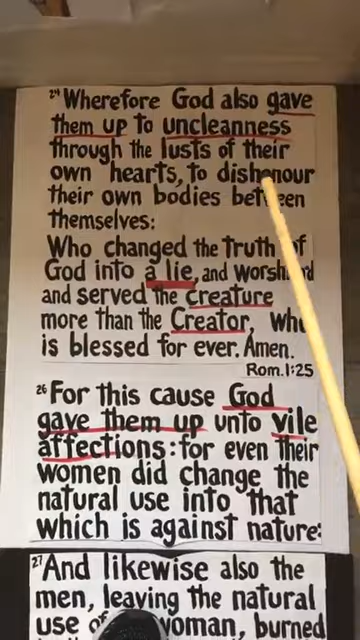 24 Wherefore God also gave
them up to uncleanness
through the lusts of their
own hearts, to dishonour
their own bodies between
themselves:
Who changed the truth of
God into a lie, and
and served the creature
more than the Creator,
is blessed for ever. Amen.
Rom. 1:25
26 For this cause God
gave them up unto vile
affections: for even their
women did change the
natural use into that
which is against nature:
27 And likewise also the
men, leaving the natural
use of woman, burned